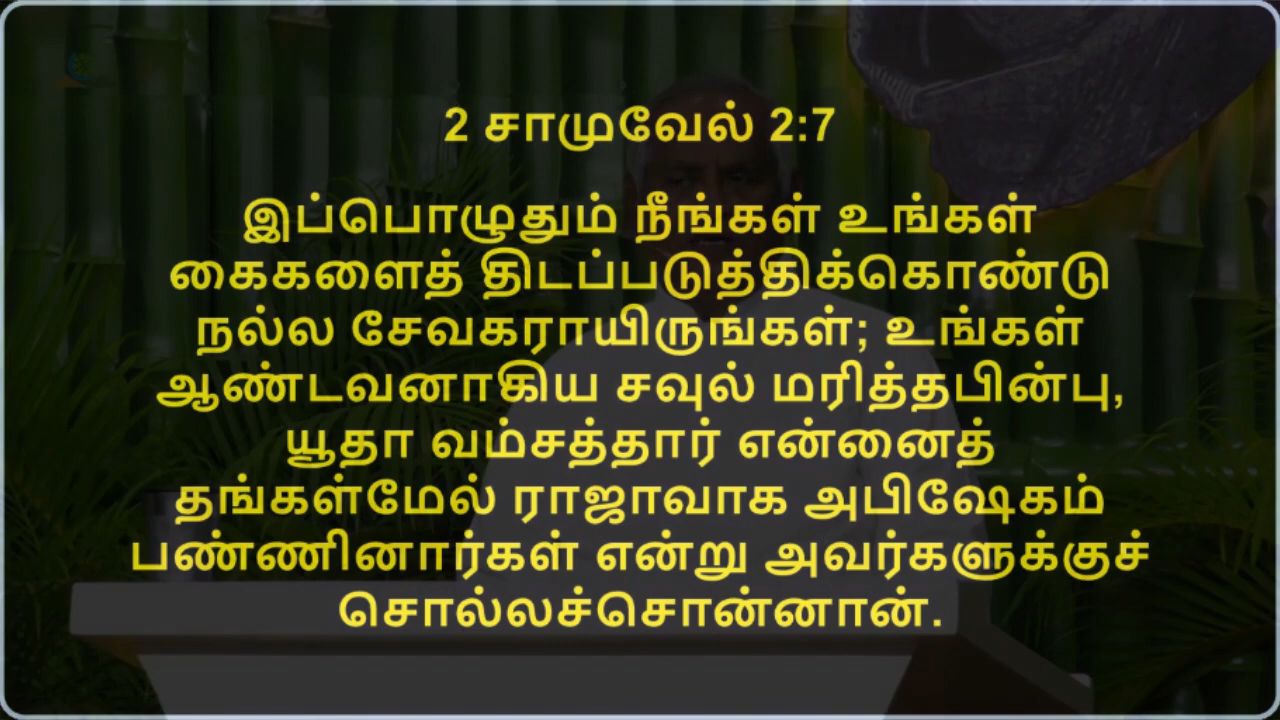 2 சாமுவேல் 2:7
இப்பொழுதும் நீங்கள் உங்கள்
கைகளைத் திடப்படுத்திக்கொண்டு
நல்ல சேவகராயிருங்கள்; உங்கள்
ஆண்டவனாகிய சவுல் மரித்தபின்பு,
யூதா வம்சத்தார் என்னைத்
தங்கள்மேல் ராஜாவாக அபிஷேகம்
பண்ணினார்கள் என்று அவர்களுக்குச்
சொல்லச்சொன்னான்.